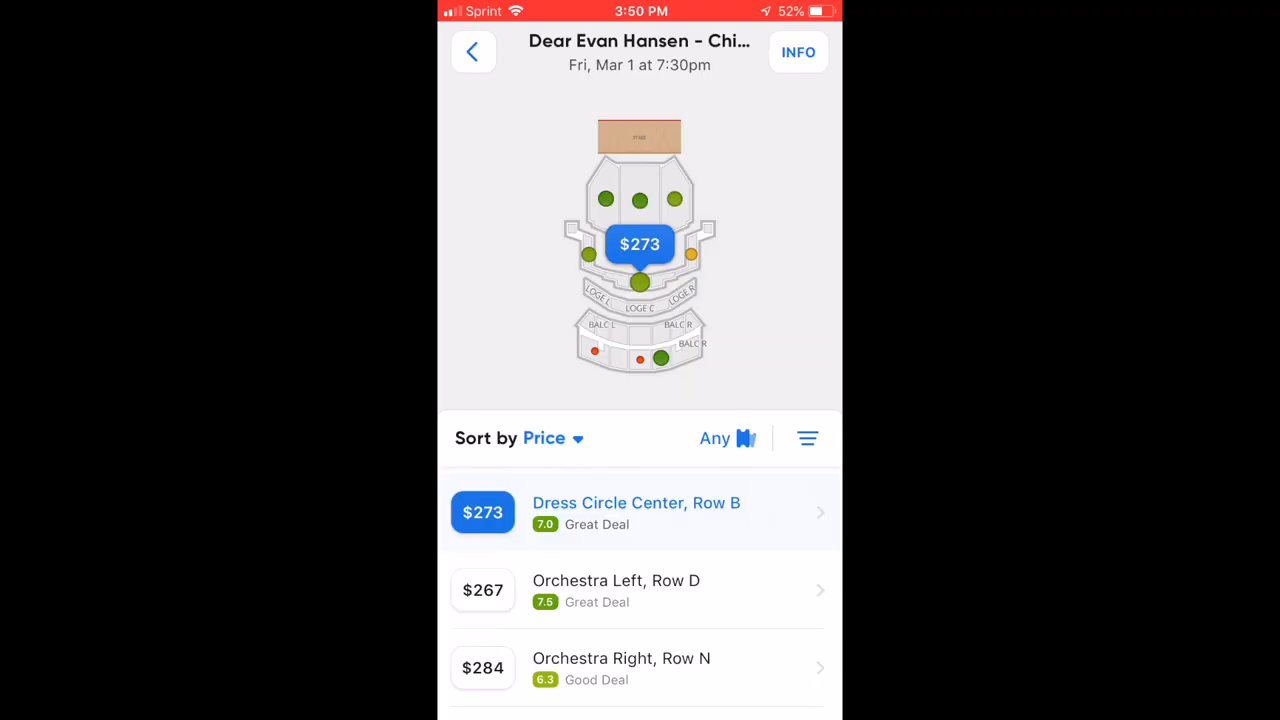 Sprint 3:50 PM 52%
Dear Evan Hansen - Chi...
Fri, Mar 1 at 7:30pm
INFO
$273
LOGE L
LOGE C
LOGE R
BALC L
BALC R
BALC R
Sort by Price
Any
$273
Dress Circle Center, Row B
7.0 Great Deal
$267
Orchestra Left, Row D
7.5 Great Deal
$284
Orchestra Right, Row N
6.3 Good Deal